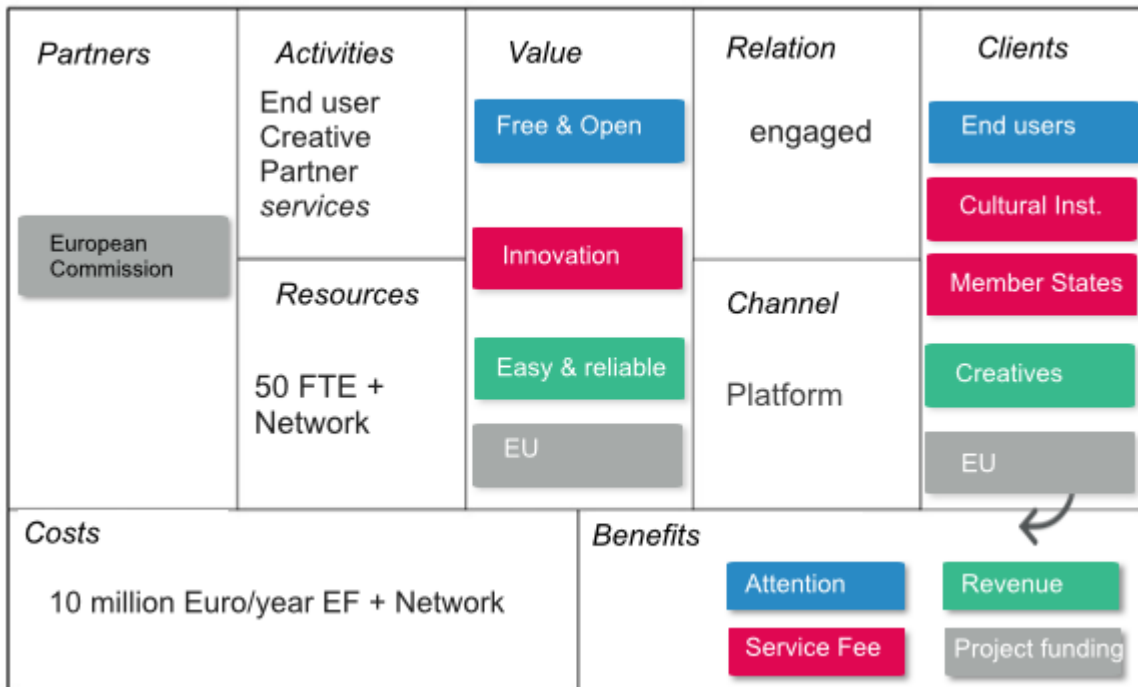 Partners
European
Commission
Activities
End user
Creative
Partner
services
Resources
50 FTE +
Network
Value
Free & Open
Innovation
Easy & reliable
EU
Relation
engaged
Channel
Platform
Clients
End users
Cultural Inst.
Member States
Creatives
EU
Costs
10 million Euro/year EF + Network
Benefits
Attention
Revenue
Service Fee
Project funding